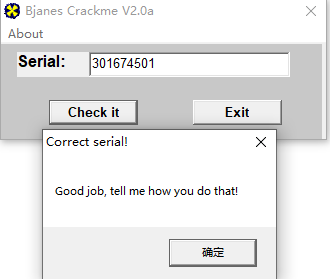 Bjanes Crackme V2.0a
About
Serial: 301674501
Check it Exit
Correct serial!
Good job, tell me how you do that!
确定